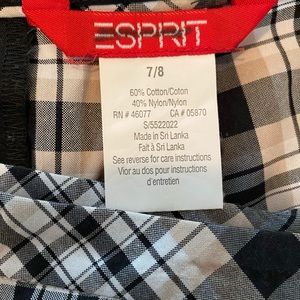 ESPRIT
7/8
60% Cotton/Coton
40% Nylon/Nylon
RN # 46077 CA # 05870
S/5522022
Made in Sri Lanka
Fait à Sri Lanka
See reverse for care instructions
Vior au dos pour instructions
d'entretien